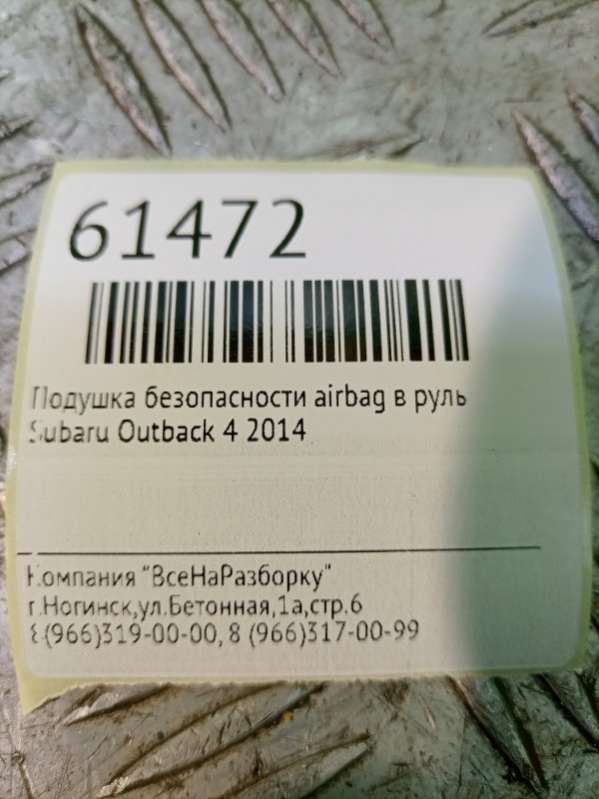 61472
Подушка безопасности airbag в руль
Subaru Outback 4 2014
Компания "ВсеНаРазборку"
г.Ногинск,ул.Бетонная,1а,стр.6
8(966)319-00-00, 8 (966)317-00-99